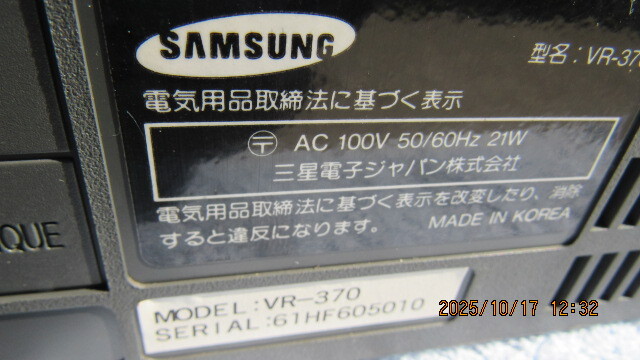 SAMSUNG
型名:VR-370
電気用品取締法に基づく表示
〒 AC 100V 50/60Hz 21W
三星電子ジャパン株式会社
電気用品取締法に基づく表示を改変したり、消除
すると違反になります。 MADE IN KOREA
QUE
MODEL:VR-370
SERIAL:61HF605010
2025/10/17 12:32